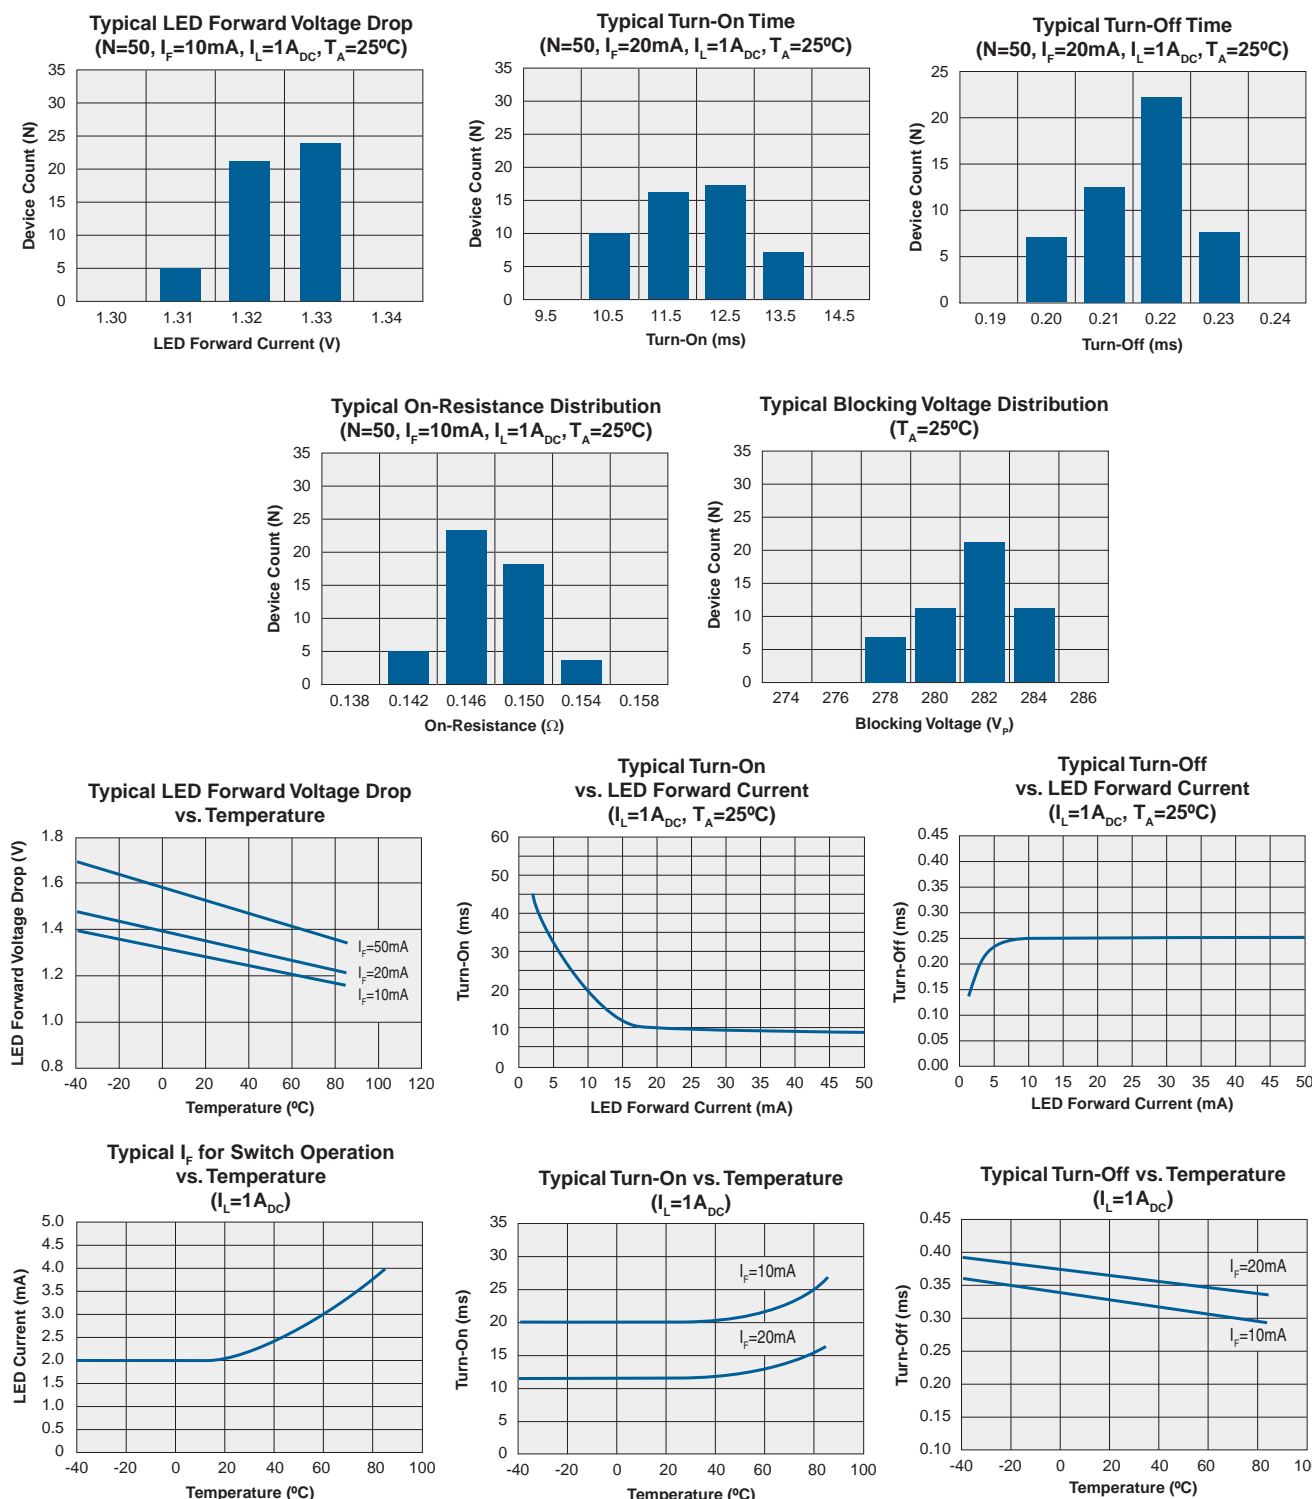 Typical LED Forward Voltage Drop
(N=50, IF=10mA, IL=1ADC, TA=25ºC)
35
30
25
20
15
10
5
0
Device Count (N)
1.30 1.31 1.32 1.33 1.34
LED Forward Current (V)
Typical Turn-On Time
(N=50, IF=20mA, IL=1ADC, TA=25ºC)
35
30
25
20
15
10
5
0
Device Count (N)
9.5 10.5 11.5 12.5 13.5 14.5
Turn-On (ms)
Typical Turn-Off Time
(N=50, IF=20mA, IL=1ADC, TA=25ºC)
25
20
15
10
5
0
Device Count (N)
0.19 0.20 0.21 0.22 0.23 0.24
Turn-Off (ms)
Typical On-Resistance Distribution
(N=50, IF=10mA, IL=1ADC, TA=25ºC)
35
30
25
20
15
10
5
0
Device Count (N)
0.138 0.142 0.146 0.150 0.154 0.158
On-Resistance (Ω)
Typical Blocking Voltage Distribution
(TA=25ºC)
35
30
25
20
15
10
5
0
Device Count (N)
274 276 278 280 282 284 286
Blocking Voltage (VP)
Typical LED Forward Voltage Drop
vs. Temperature
1.8
1.6
1.4
1.2
1.0
0.8
LED Forward Voltage Drop (V)
IF=50mA
IF=20mA
IF=10mA
-40 -20 0 20 40 60 80 100 120
Temperature (ºC)
Typical Turn-On
vs. LED Forward Current
(IL=1ADC, TA=25ºC)
60
50
40
30
20
10
0
Turn-On (ms)
0 5 10 15 20 25 30 35 40 45 50
LED Forward Current (mA)
Typical Turn-Off
vs. LED Forward Current
(IL=1ADC, TA=25ºC)
0.45
0.40
0.35
0.30
0.25
0.20
0.15
0.10
0.05
0.00
Turn-Off (ms)
0 5 10 15 20 25 30 35 40 45 50
LED Forward Current (mA)
Typical IF for Switch Operation
vs. Temperature
(IL=1ADC)
5.0
4.5
4.0
3.5
3.0
2.5
2.0
1.5
1.0
0.5
0
LED Current (mA)
-40 -20 0 20 40 60 80 100
Temperature (ºC)
Typical Turn-On vs. Temperature
(IL=1ADC)
35
30
25
20
15
10
5
0
Turn-On (ms)
IF=10mA
IF=20mA
-40 -20 0 20 40 60 80 100
Temperature (ºC)
Typical Turn-Off vs. Temperature
(IL=1ADC)
0.45
0.40
0.35
0.30
0.25
0.20
0.15
0.10
Turn-Off (ms)
IF=20mA
IF=10mA
-40 -20 0 20 40 60 80 100
Temperature (ºC)